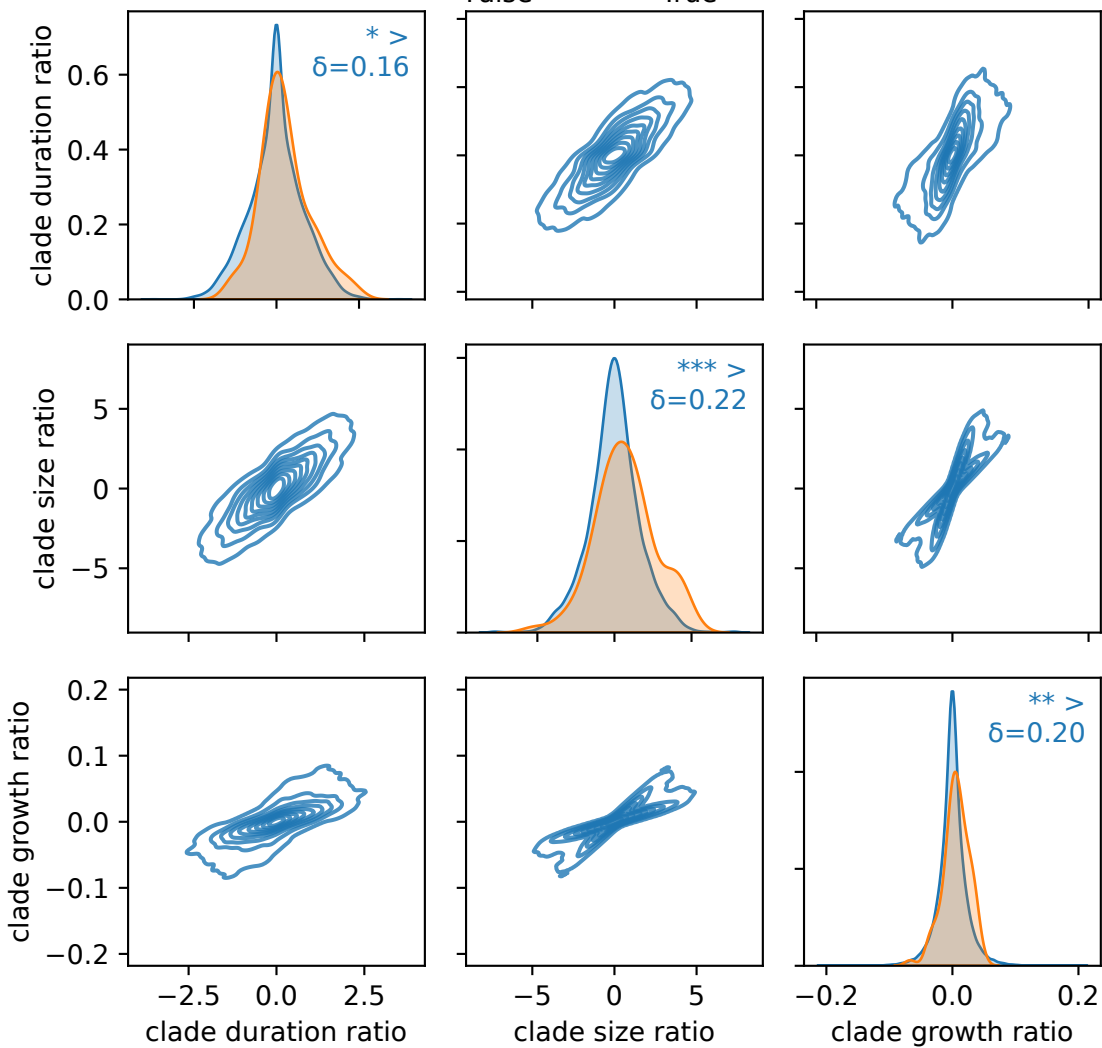 clade duration ratio
0.6
0.4
0.2
0.0
* >
δ=0.16
clade size ratio
5
0
−5
*** >
δ=0.22
clade growth ratio
0.2
0.1
0.0
−0.1
−0.2
** >
δ=0.20
−2.5 0.0 2.5
−5 0 5
−0.2 0.0 0.2
clade duration ratio
clade size ratio
clade growth ratio